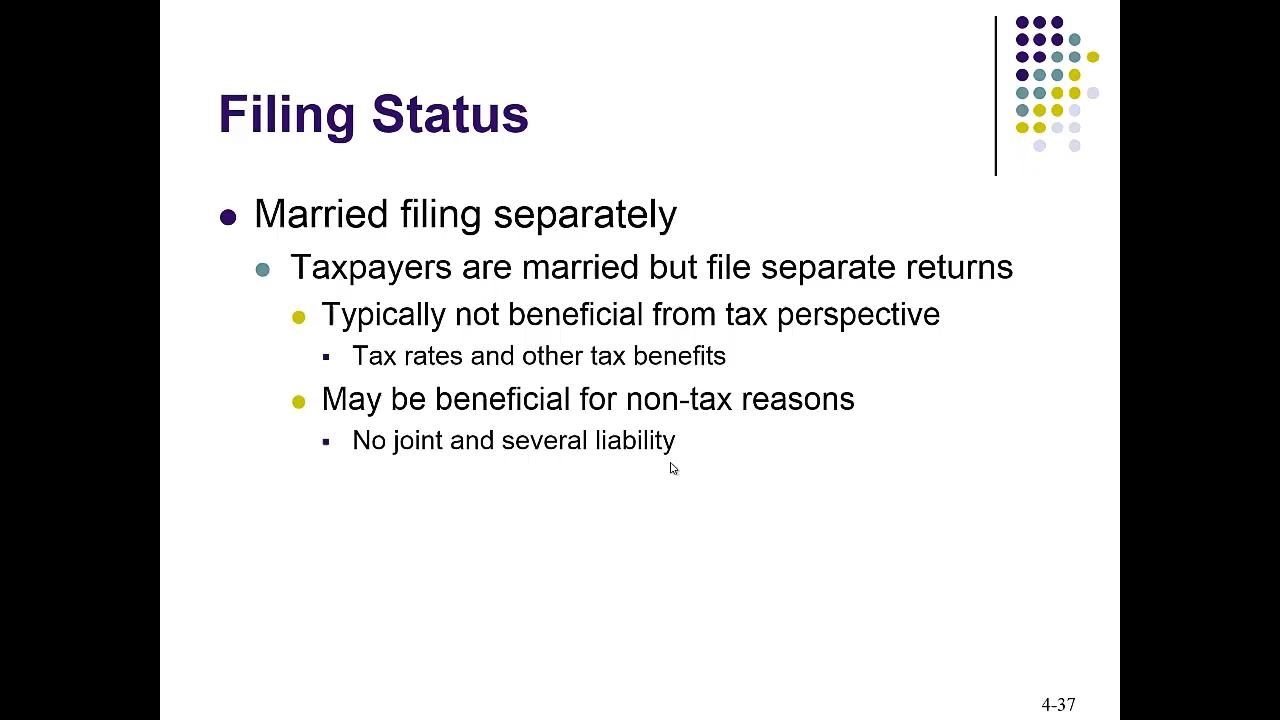 Filing Status
Married filing separately
Taxpayers are married but file separate returns
Typically not beneficial from tax perspective
Tax rates and other tax benefits
May be beneficial for non-tax reasons
No joint and several liability
4-37